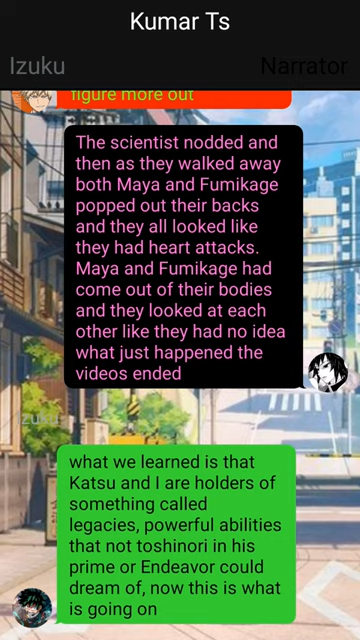 Kumar Ts
Izuku
Narrator
figure more out
The scientist nodded and
then as they walked away
both Maya and Fumikage
popped out their backs
and they all looked like
they had heart attacks.
Maya and Fumikage had
come out of their bodies
and they looked at each
other like they had no idea
what just happened the
videos ended
zuku
what we learned is that
Katsu and I are holders of
something called
legacies, powerful abilities
that not toshinori in his
prime or Endeavor could
dream of, now this is what
is going on